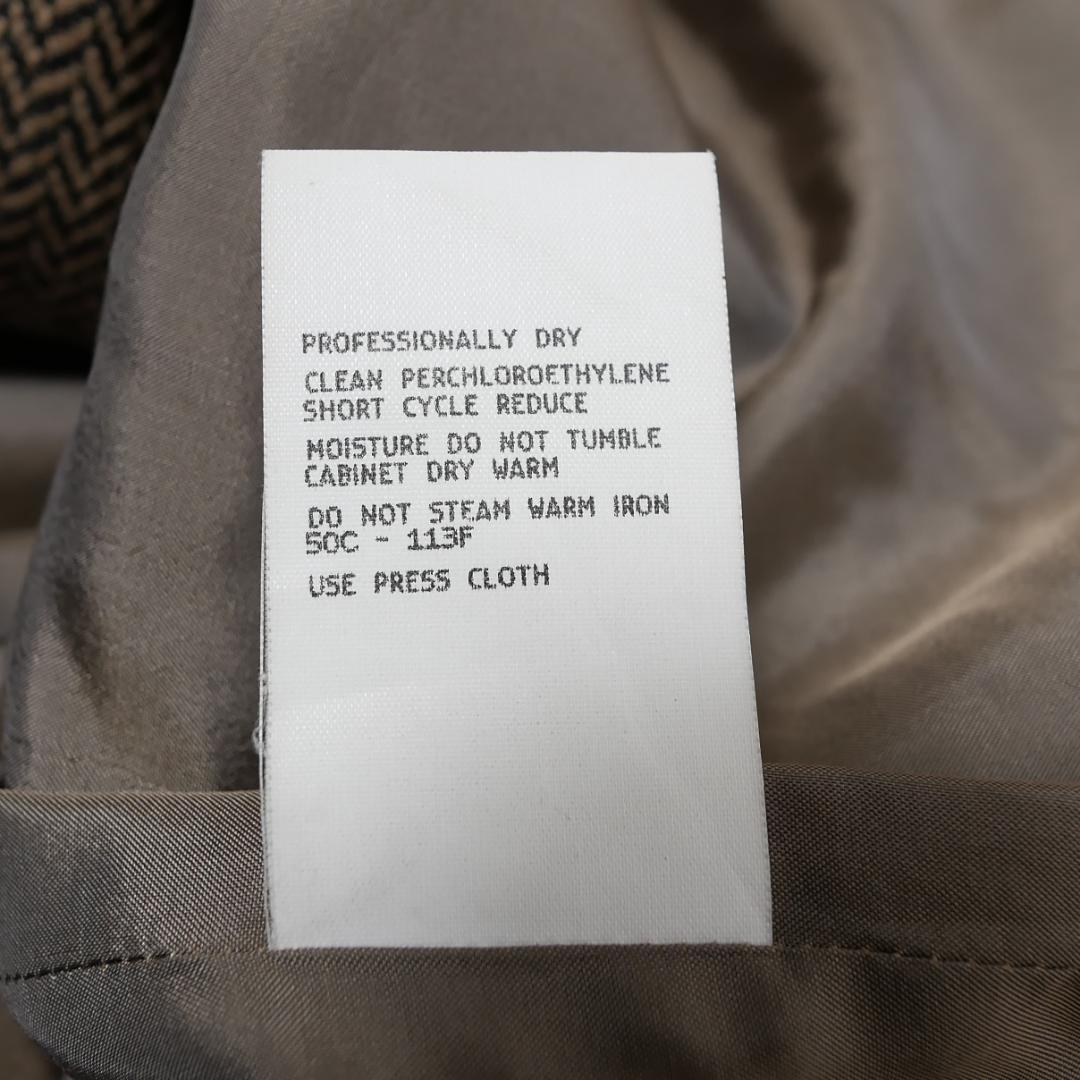 PROFESSIONALLY DRY
CLEAN PERCHLOROETHYLENE
SHORT CYCLE REDUCE
MOISTURE DO NOT TUMBLE
CABINET DRY WARM
DO NOT STEAM WARM IRON
50C - 113F
USE PRESS CLOTH